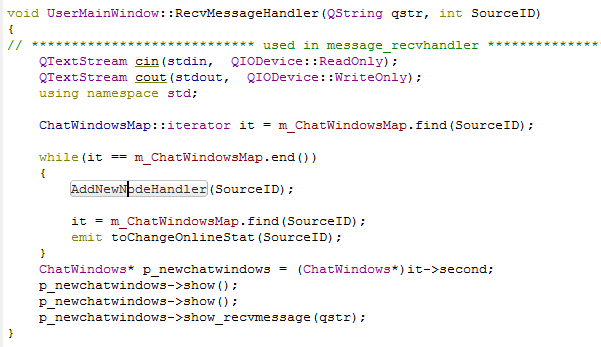 void UserMainWindow::RecvMessageHandler(QString qstr, int SourceID)
{
// **************************** used in message_recvhandler **************
    QTextStream cin(stdin,  QIODevice::ReadOnly);
    QTextStream cout(stdout,  QIODevice::WriteOnly);
    using namespace std;

    ChatWindowsMap::iterator it = m_ChatWindowsMap.find(SourceID);

    while(it == m_ChatWindowsMap.end())
    {
        AddNewNodeHandler(SourceID);

        it = m_ChatWindowsMap.find(SourceID);
        emit toChangeOnlineStat(SourceID);
    }
    ChatWindows* p_newchatwindows = (ChatWindows*)it->second;
    p_newchatwindows->show();
    p_newchatwindows->show();
    p_newchatwindows->show_recvmessage(qstr);
}